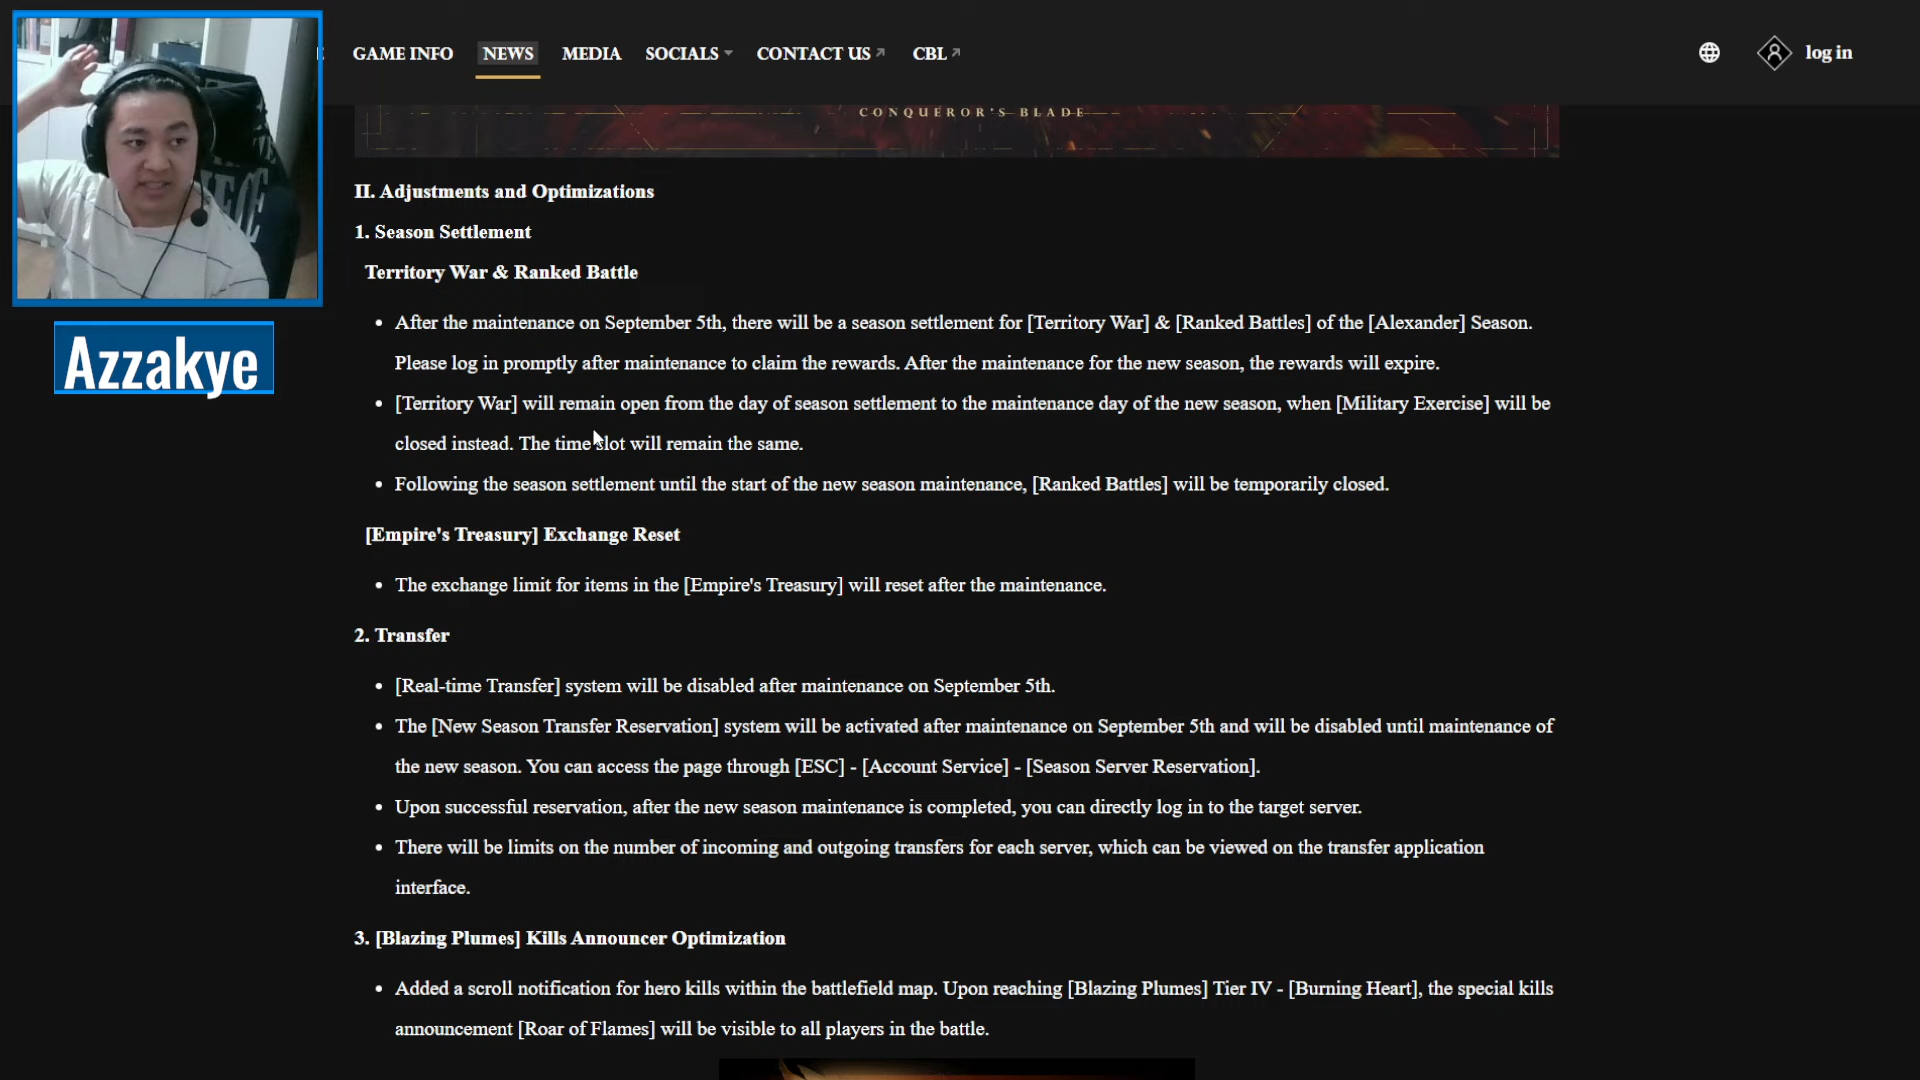 GAME INFO NEWS MEDIA SOCIALS CONTACT US CBL log in
CONQUEROR'S BLADE
II. Adjustments and Optimizations
1. Season Settlement
Territory War & Ranked Battle
• After the maintenance on September 5th, there will be a season settlement for [Territory War] & [Ranked Battles] of the [Alexander] Season.
Please log in promptly after maintenance to claim the rewards. After the maintenance for the new season, the rewards will expire.
• [Territory War] will remain open from the day of season settlement to the maintenance day of the new season, when [Military Exercise] will be
closed instead. The time slot will remain the same.
• Following the season settlement until the start of the new season maintenance, [Ranked Battles] will be temporarily closed.
[Empire's Treasury] Exchange Reset
• The exchange limit for items in the [Empire's Treasury] will reset after the maintenance.
2. Transfer
• [Real-time Transfer] system will be disabled after maintenance on September 5th.
• The [New Season Transfer Reservation] system will be activated after maintenance on September 5th and will be disabled until maintenance of
the new season. You can access the page through [ESC] - [Account Service] - [Season Server Reservation].
• Upon successful reservation, after the new season maintenance is completed, you can directly log in to the target server.
• There will be limits on the number of incoming and outgoing transfers for each server, which can be viewed on the transfer application
interface.
3. [Blazing Plumes] Kills Announcer Optimization
• Added a scroll notification for hero kills within the battlefield map. Upon reaching [Blazing Plumes] Tier IV - [Burning Heart], the special kills
announcement [Roar of Flames] will be visible to all players in the battle.
Azzakye